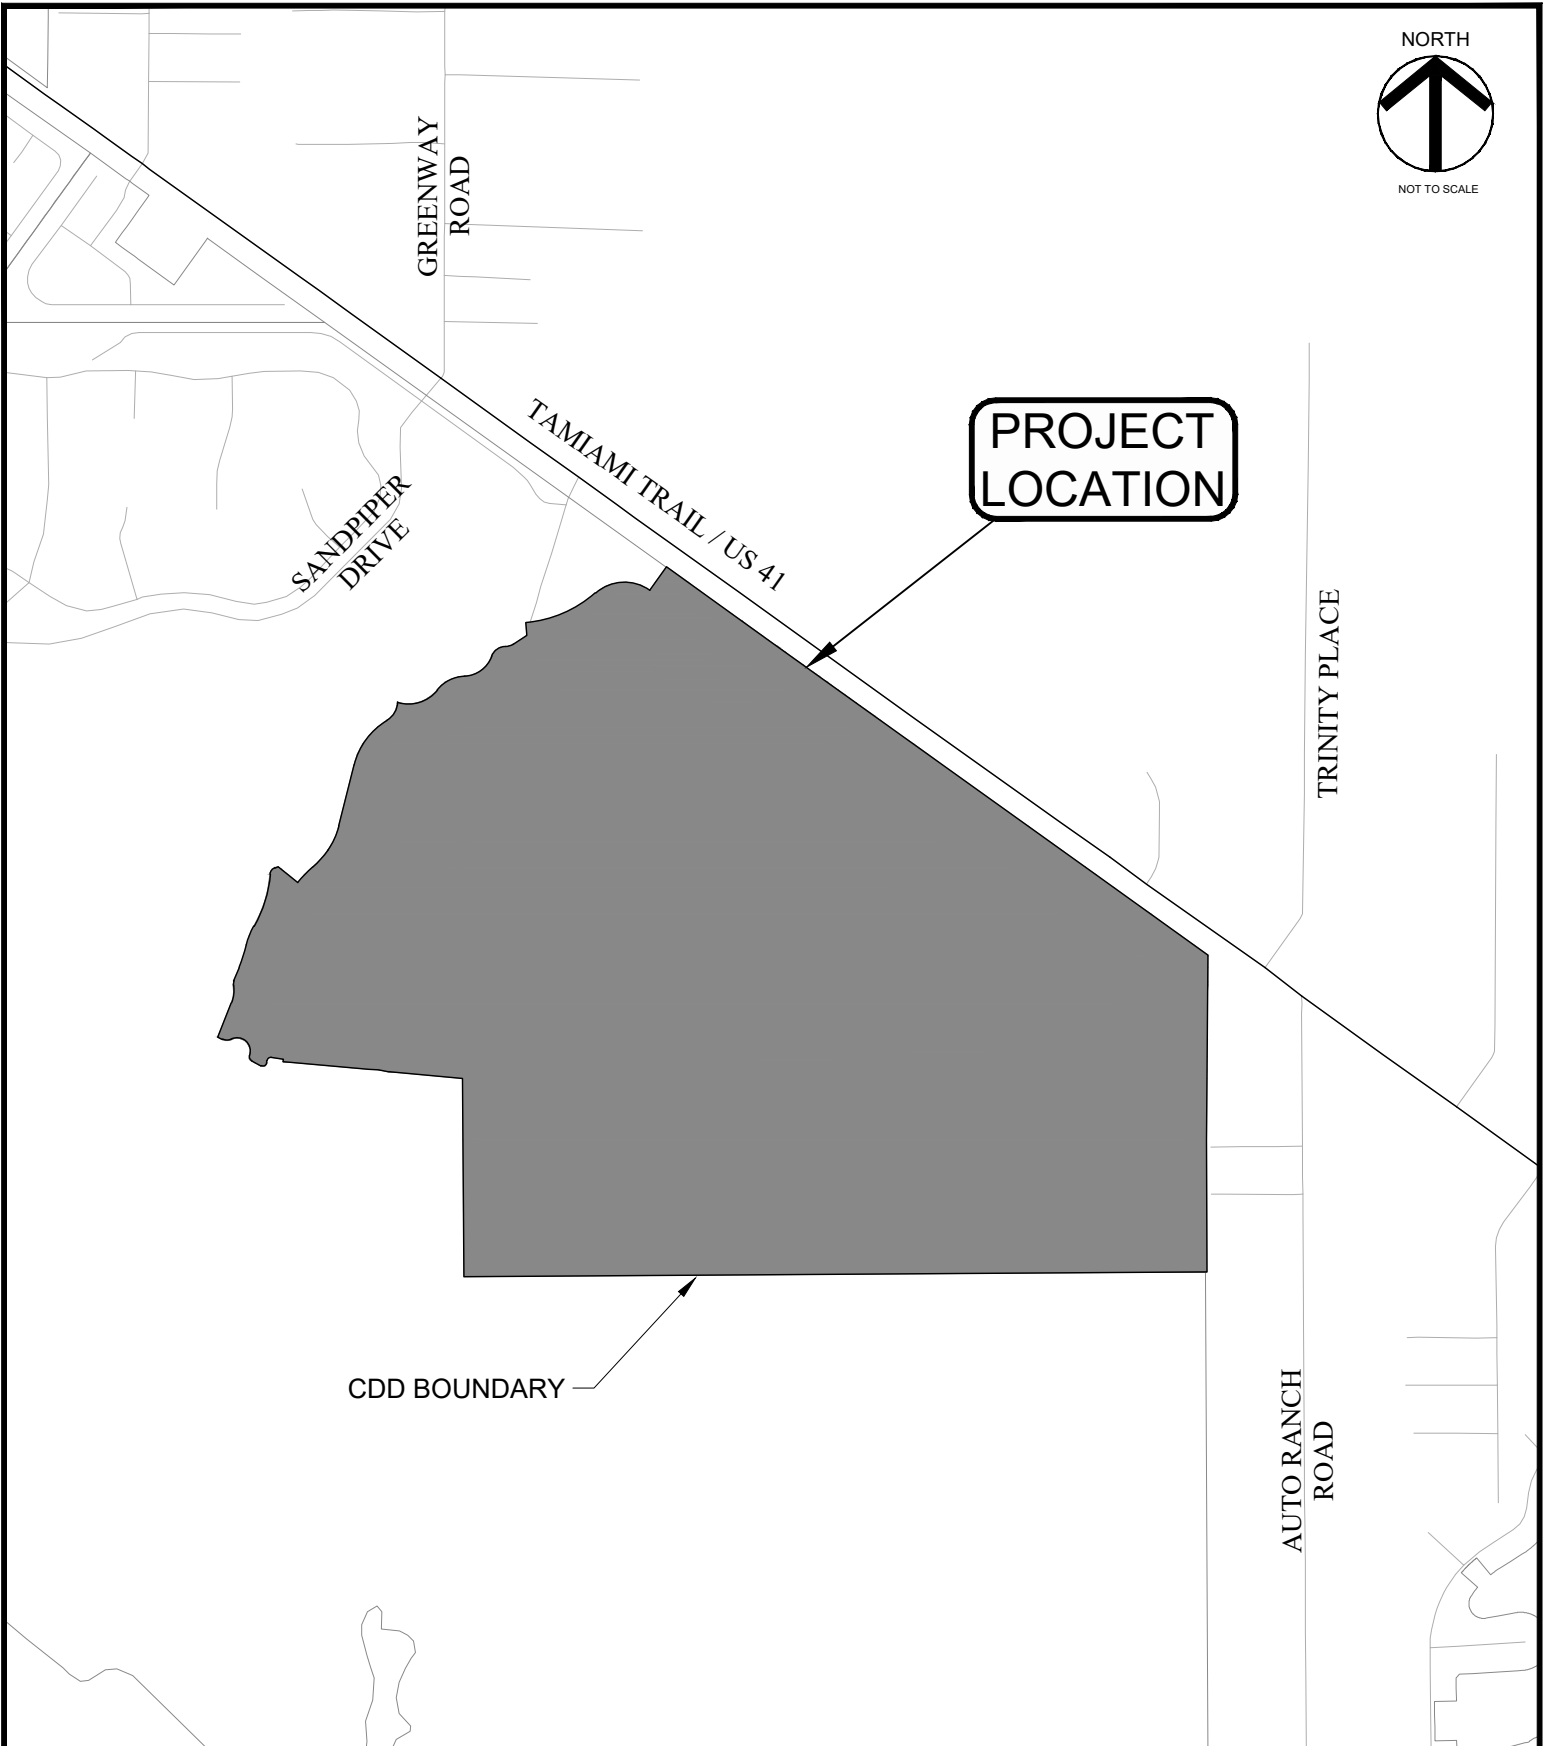 NORTH
NOT TO SCALE
GREENWAY
ROAD
TAMIAMI TRAIL / US 41
PROJECT
LOCATION
SANDPIPER
DRIVE
TRINITY PLACE
CDD BOUNDARY
AUTO RANCH
ROAD